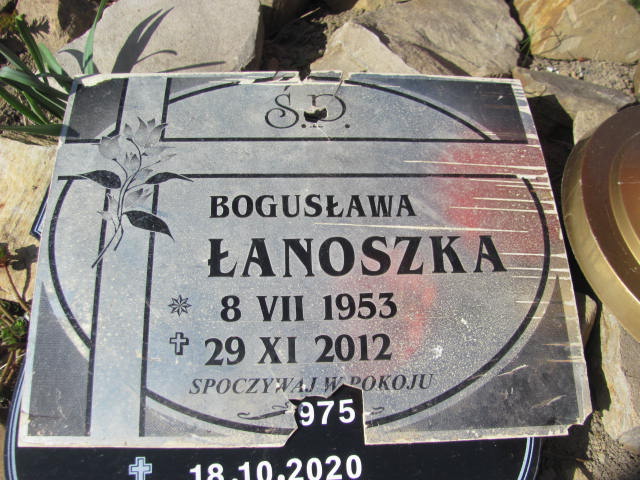 Ś.P.
BOGUSŁAWA
ŁANOSZKA
8 VII 1953
29 XI 2012
SPOCZYWAJ W POKOJU
975
18.10.2020